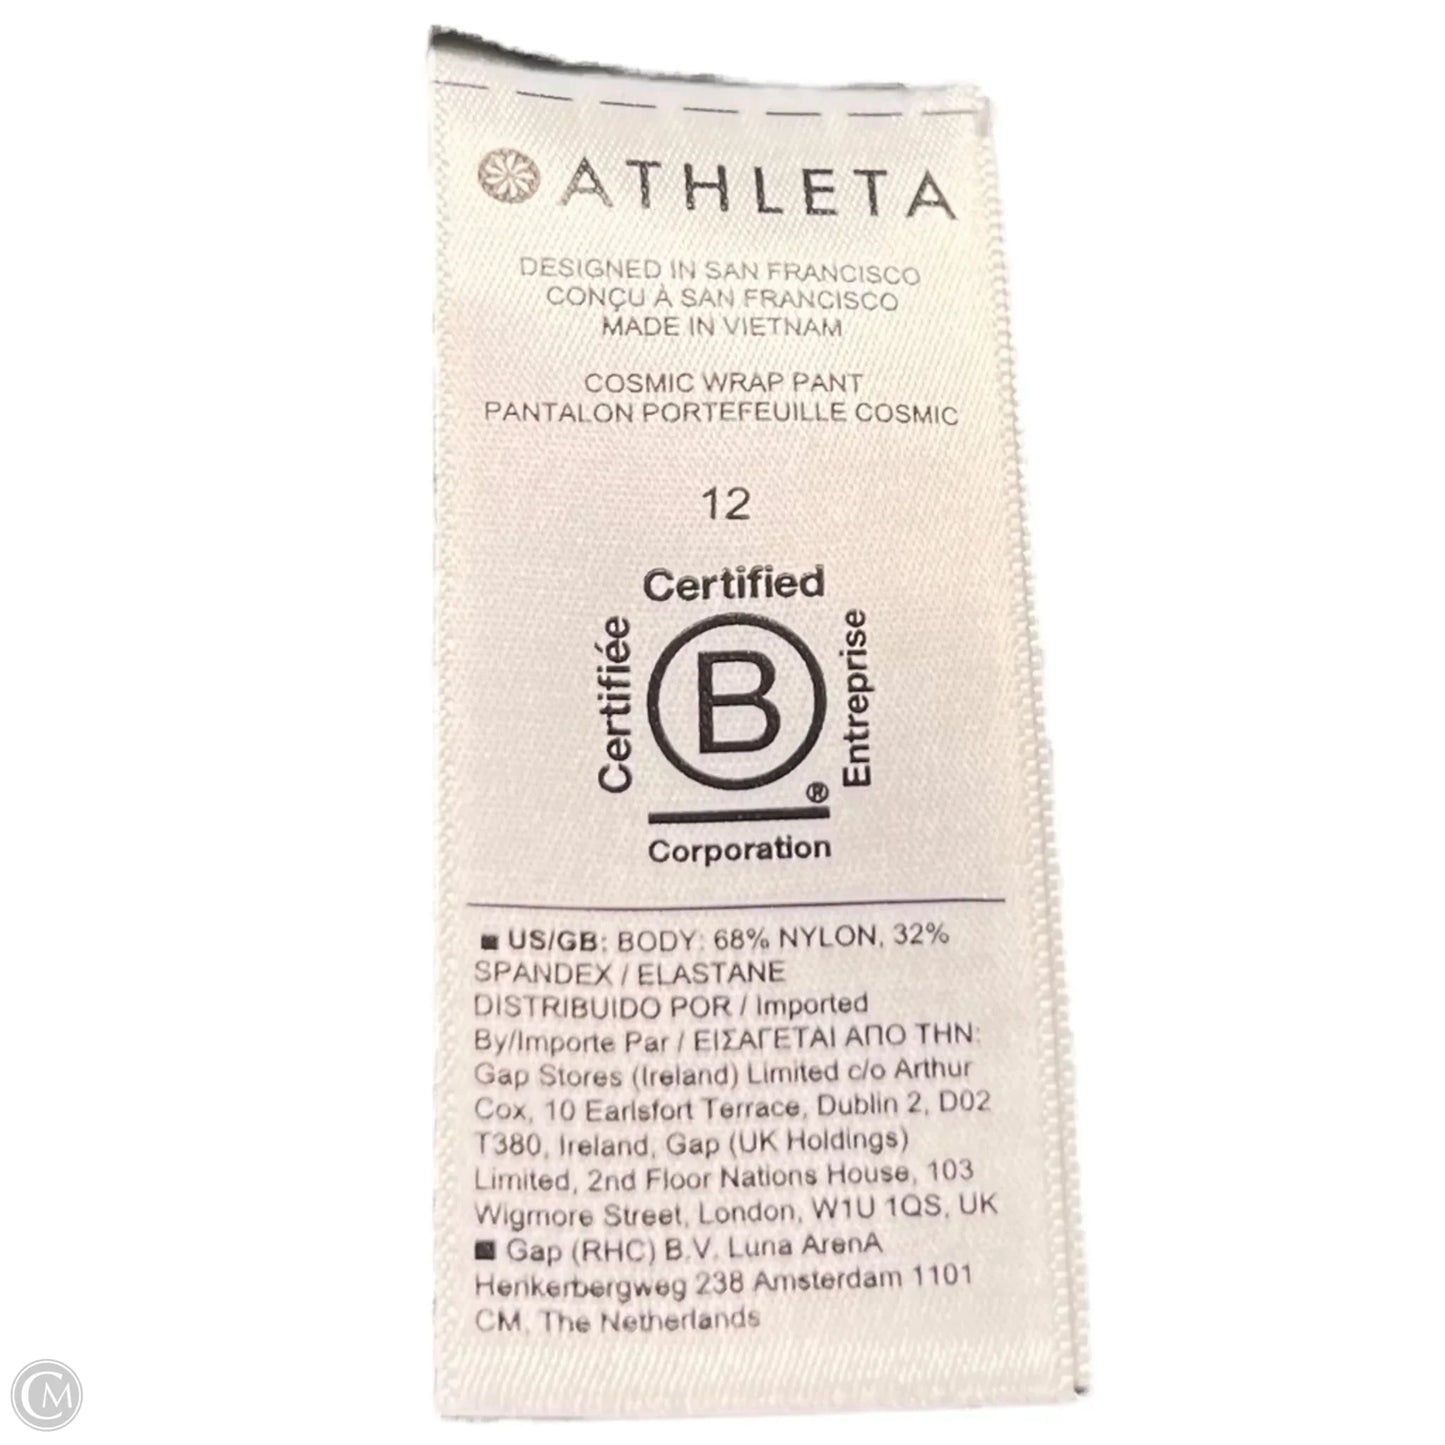 ATHLETA
DESIGNED IN SAN FRANCISCO
CONÇU À SAN FRANCISCO
MADE IN VIETNAM
COSMIC WRAP PANT
PANTALON PORTEFEUILLE COSMIC
12
Certified
Certifiée
B
Entreprise
®
Corporation
■ US/GB: BODY: 68% NYLON, 32%
SPANDEX / ELASTANE
DISTRIBUIDO POR / Imported
By/Importe Par / ΕΙΣΑΓΕΤΑΙ ΑΠΟ ΤΗΝ:
Gap Stores (Ireland) Limited c/o Arthur
Cox, 10 Earlsfort Terrace, Dublin 2, D02
T380, Ireland, Gap (UK Holdings)
Limited, 2nd Floor Nations House, 103
Wigmore Street, London, W1U 1QS, UK
■ Gap (RHC) B.V. Luna ArenA
Henkerbergweg 238 Amsterdam 1101
CM, The Netherlands
CM